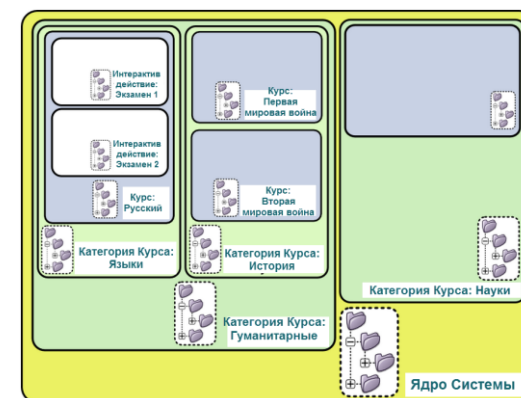 Интерактив
действие:
Экзамен 1
Интерактив
действие:
Экзамен 2
Курс:
Русский
Категория Курса:
Языки
Курс:
Первая
мировая война
Курс:
Вторая
мировая война
Категория Курса:
История
Категория Курса:
Гуманитарные
Категория Курса: Науки
Ядро Системы